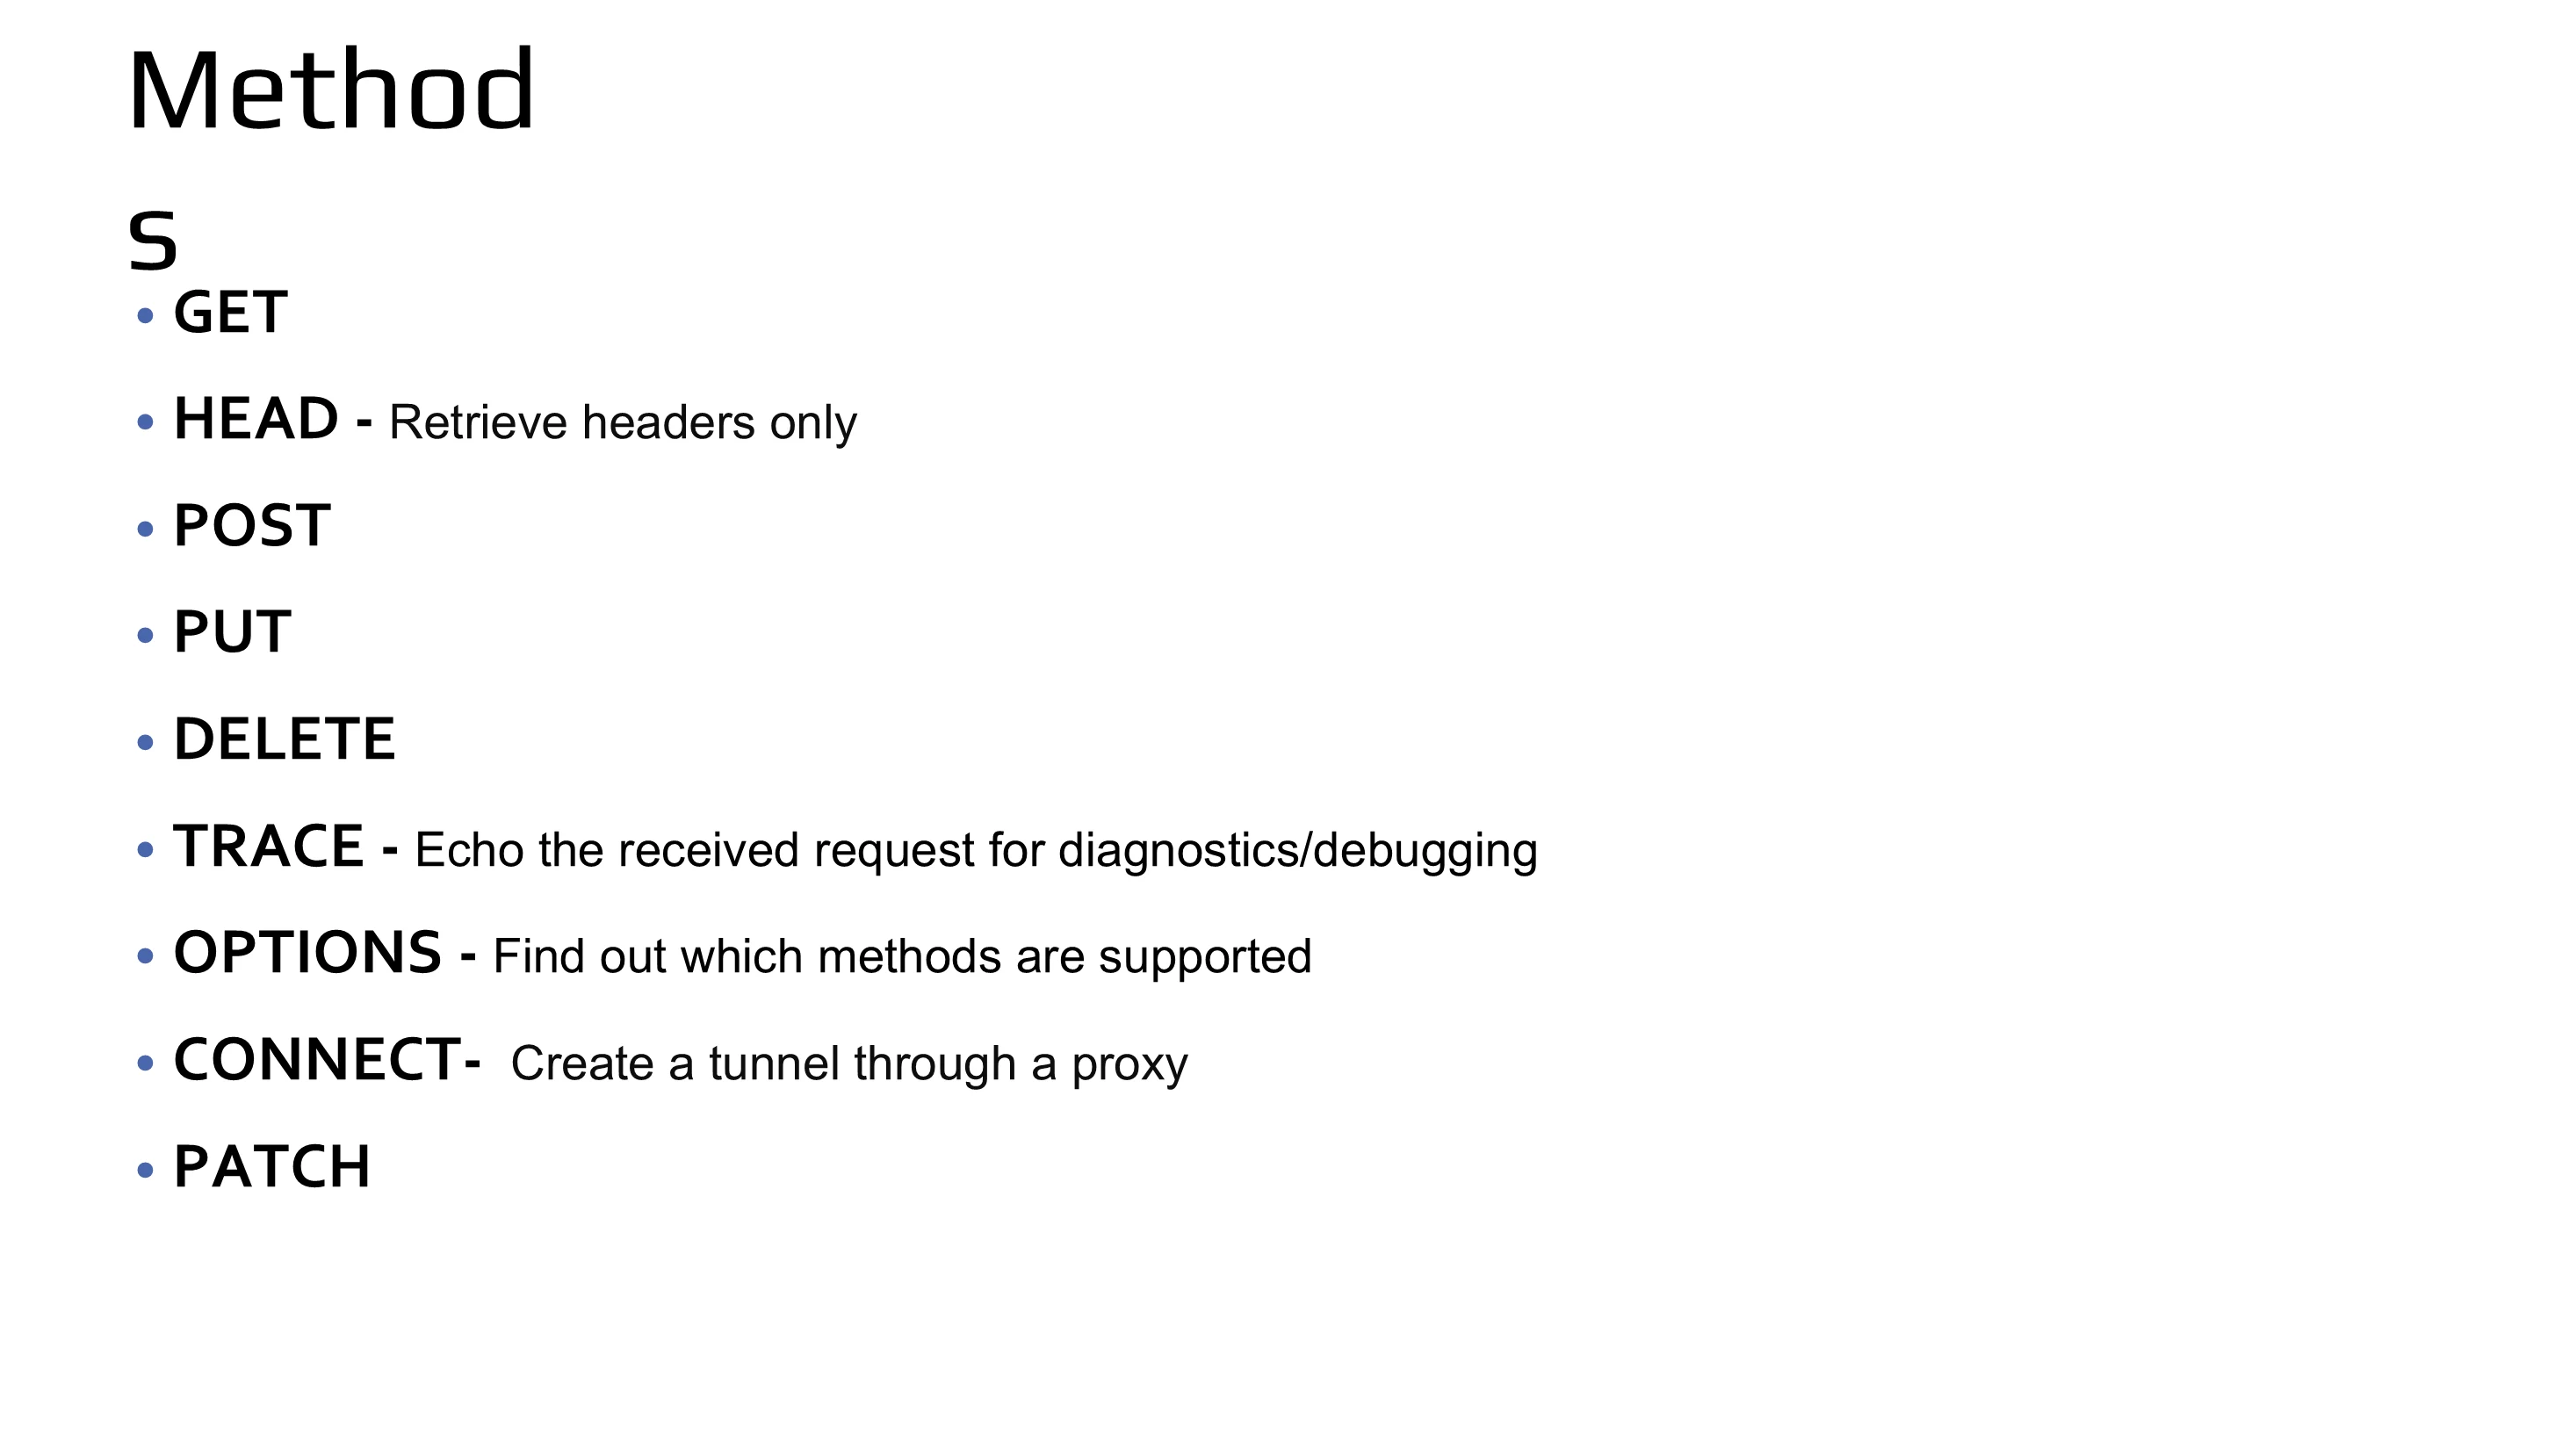 Method
s
• GET
• HEAD - Retrieve headers only
• POST
• PUT
• DELETE
• TRACE - Echo the received request for diagnostics/debugging
• OPTIONS - Find out which methods are supported
• CONNECT-  Create a tunnel through a proxy
• PATCH